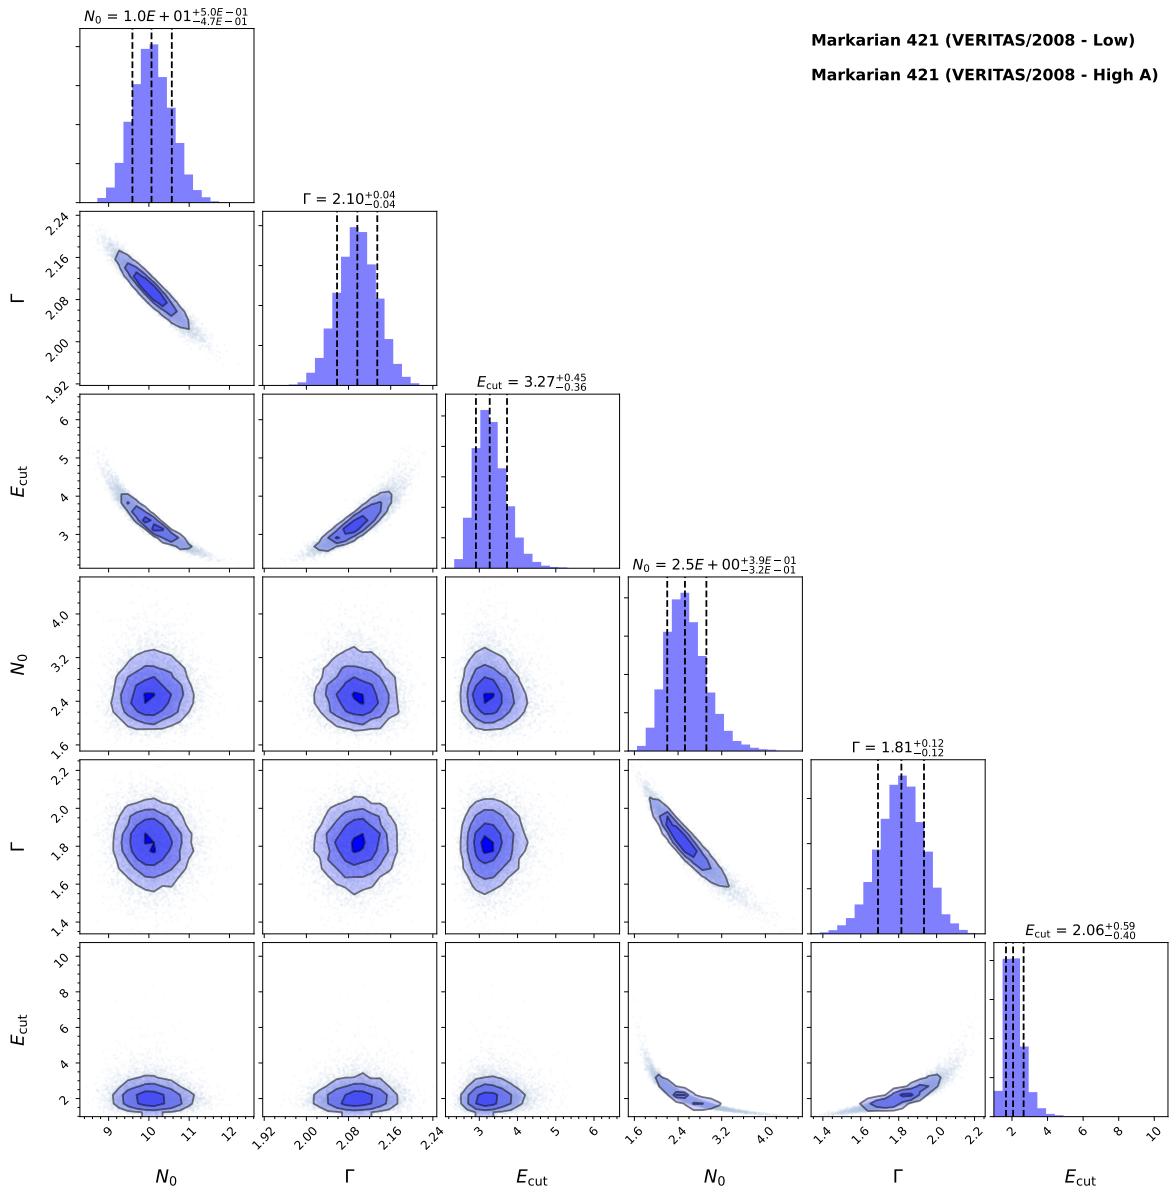 N₀ = 1.0E + 01 +5.0E−01 −4.7E−01
Markarian 421 (VERITAS/2008 - Low)
Markarian 421 (VERITAS/2008 - High A)
Γ = 2.10 +0.04 −0.04
2.24
2.16
2.08
2.00
1.92
Γ
E_cut = 3.27 +0.45 −0.36
6
5
4
3
E_cut
N₀ = 2.5E + 00 +3.9E−01 −3.2E−01
4.0
3.2
2.4
1.6
N₀
Γ = 1.81 +0.12 −0.12
2.2
2.0
1.8
1.6
1.4
Γ
E_cut = 2.06 +0.59 −0.40
10
8
6
4
2
E_cut
9 10 11 12
1.92 2.00 2.08 2.16 2.24
3 4 5 6
1.6 2.4 3.2 4.0
1.4 1.6 1.8 2.0 2.2
2 4 6 8 10
N₀ Γ E_cut N₀ Γ E_cut